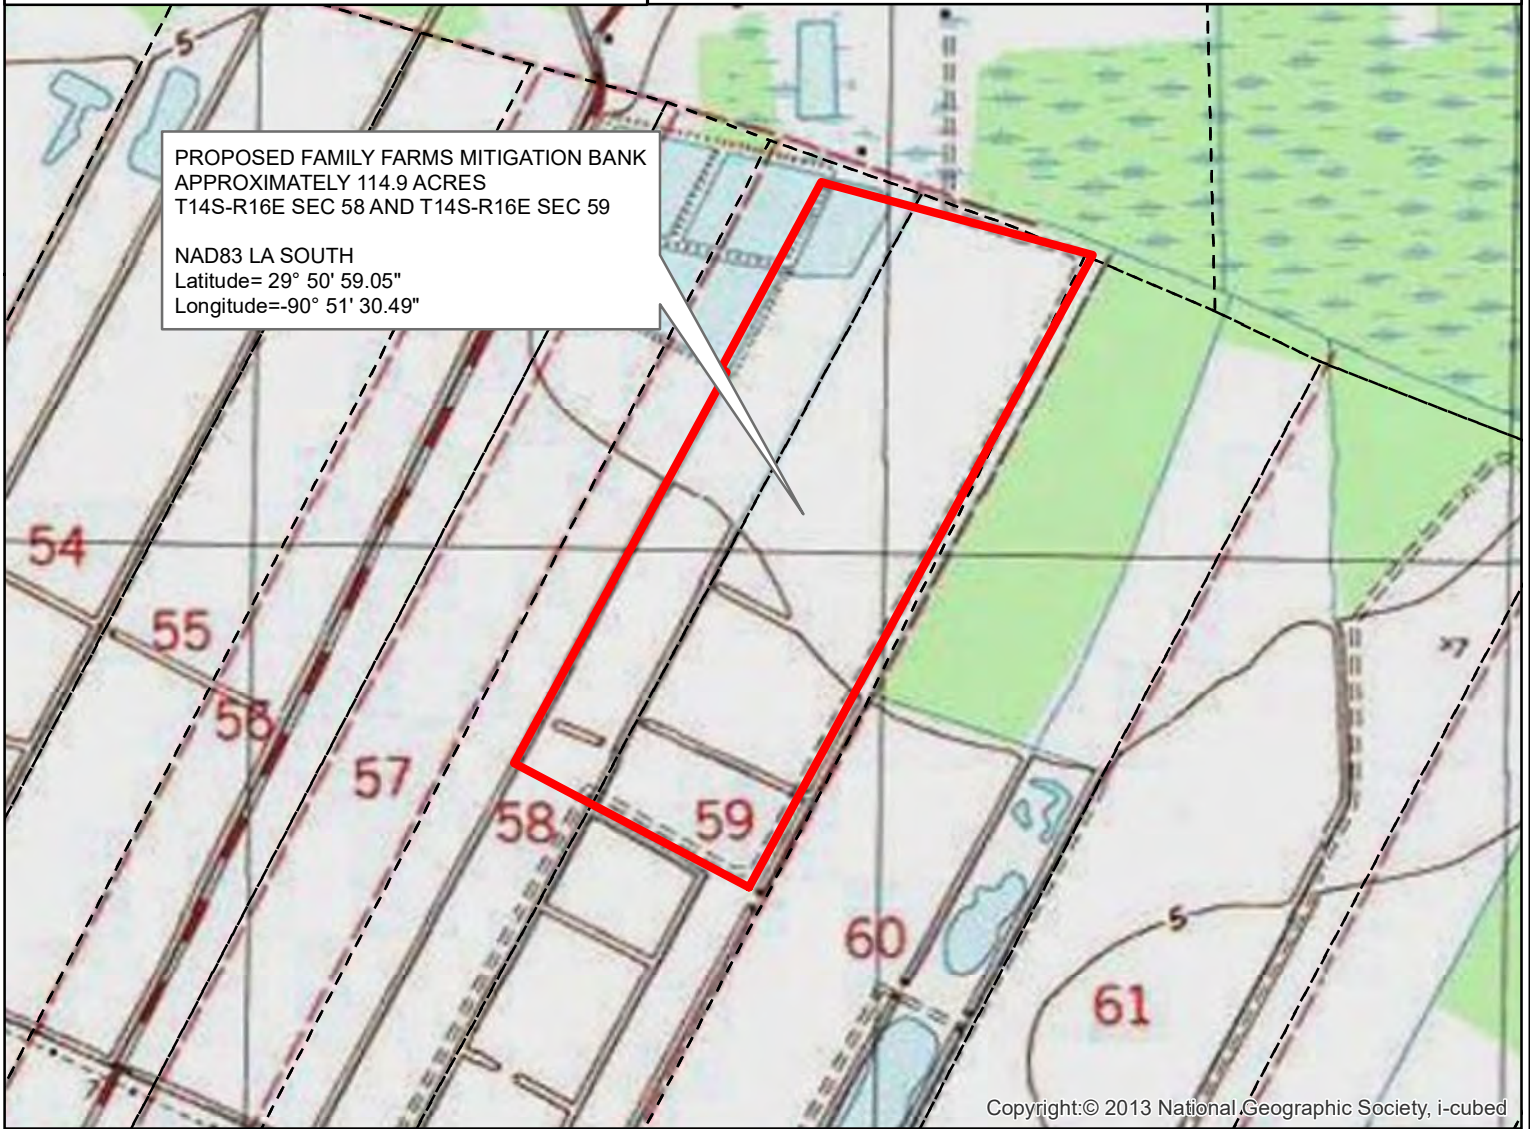 5
PROPOSED FAMILY FARMS MITIGATION BANK
APPROXIMATELY 114.9 ACRES
T14S-R16E SEC 58 AND T14S-R16E SEC 59
NAD83 LA SOUTH
Latitude= 29° 50' 59.05"
Longitude=-90° 51' 30.49"
54
55
56
57
58
59
60
61
×7
5
Copyright:© 2013 National Geographic Society, i-cubed